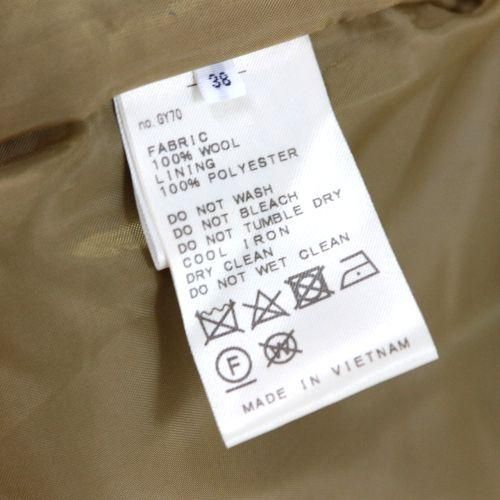 38
no. GY70
FABRIC
100% WOOL
LINING
100% POLYESTER
DO NOT WASH
DO NOT BLEACH
DO NOT TUMBLE DRY
COOL IRON
DRY CLEAN
DO NOT WET CLEAN
F W
MADE IN VIETNAM